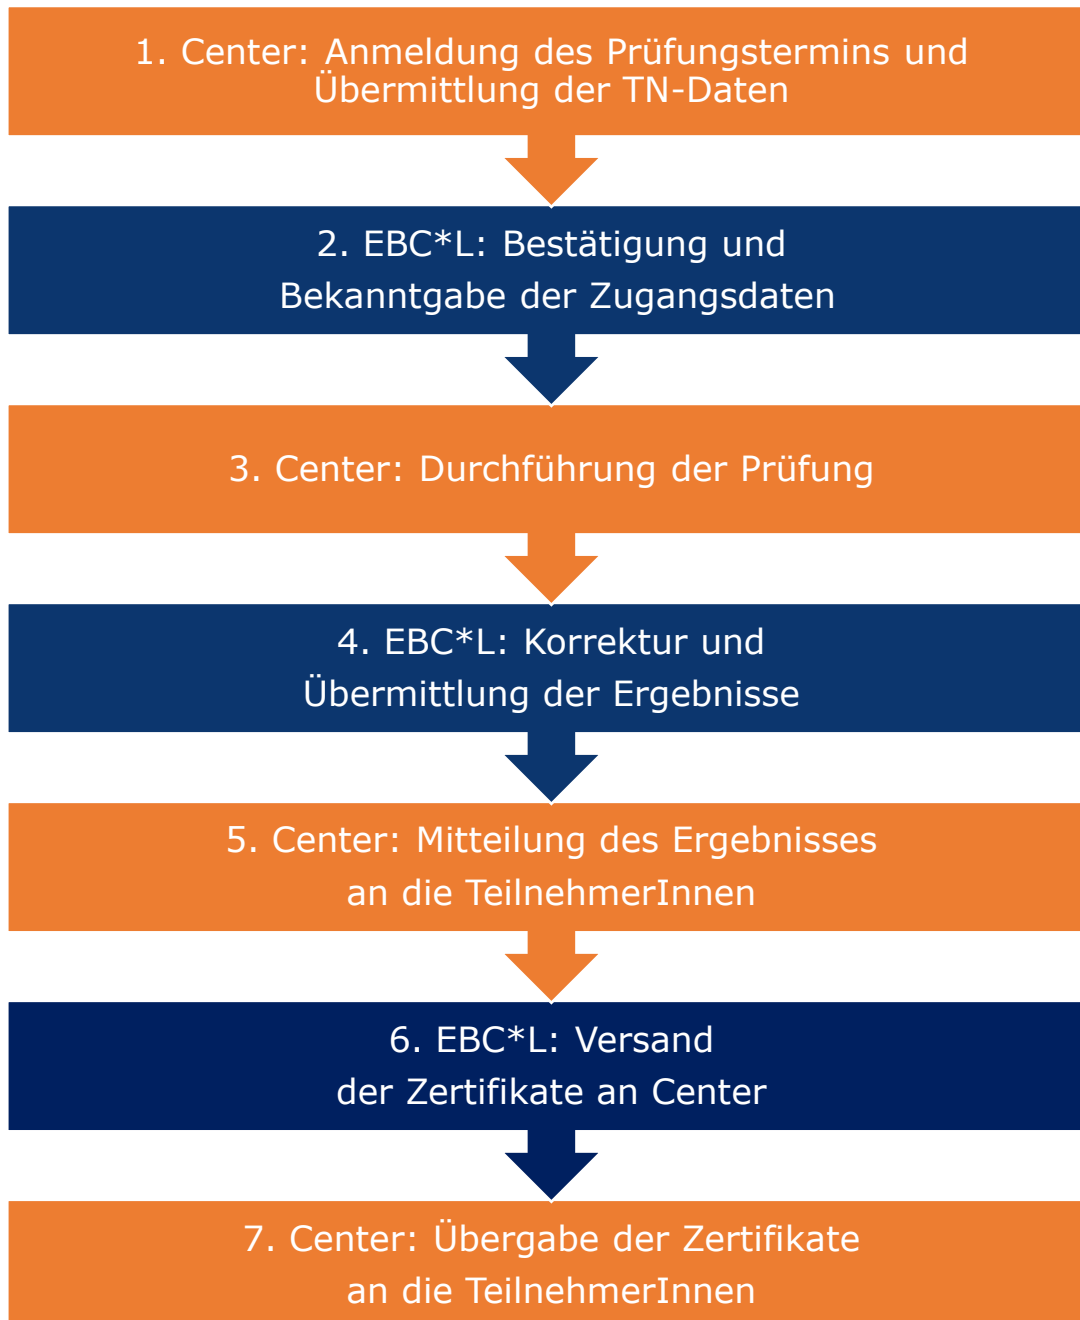 1. Center: Anmeldung des Prüfungstermins und
Übermittlung der TN-Daten
2. EBC*L: Bestätigung und
Bekanntgabe der Zugangsdaten
3. Center: Durchführung der Prüfung
4. EBC*L: Korrektur und
Übermittlung der Ergebnisse
5. Center: Mitteilung des Ergebnisses
an die TeilnehmerInnen
6. EBC*L: Versand
der Zertifikate an Center
7. Center: Übergabe der Zertifikate
an die TeilnehmerInnen